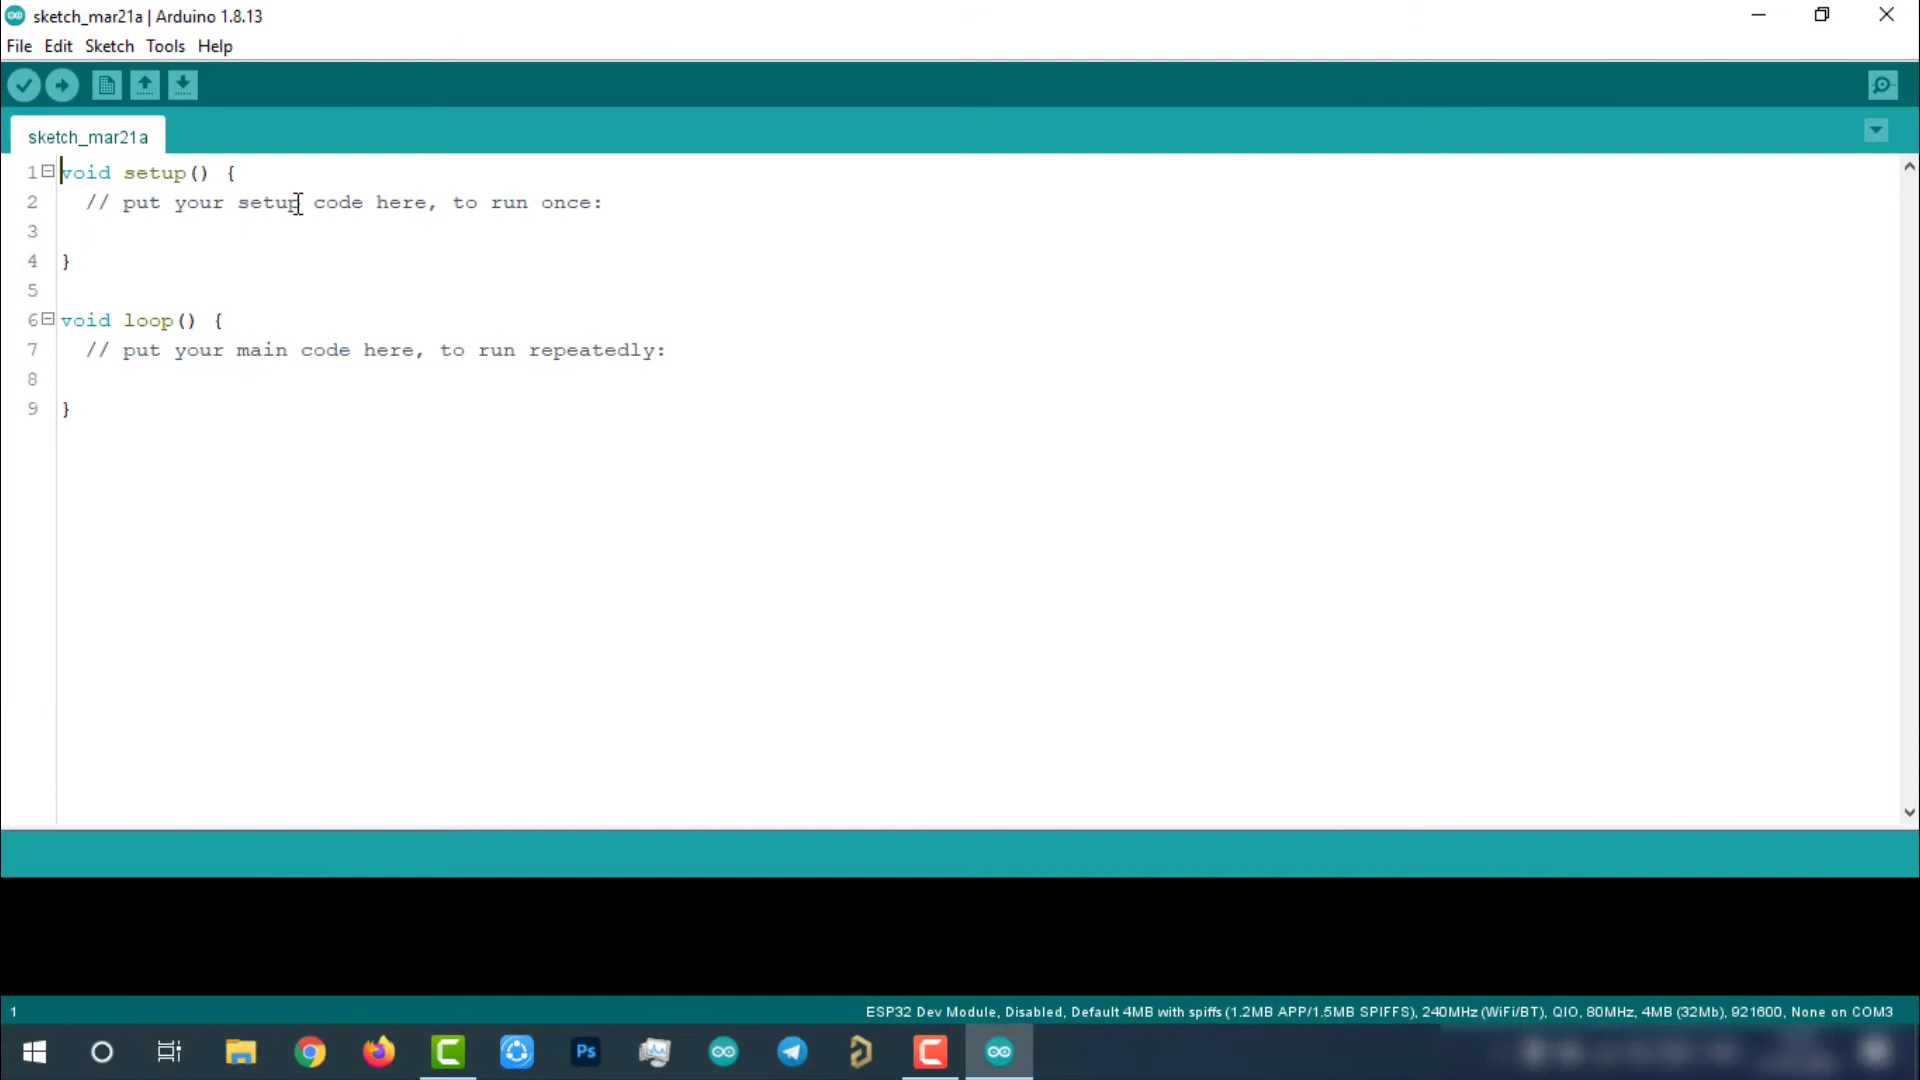 sketch_mar21a | Arduino 1.8.13
File Edit Sketch Tools Help
sketch_mar21a
1 void setup() {
2 // put your setup code here, to run once:
3
4 }
5
6 void loop() {
7 // put your main code here, to run repeatedly:
8
9 }
1 ESP32 Dev Module, Disabled, Default 4MB with spiffs (1.2MB APP/1.5MB SPIFFS), 240MHz (WiFi/BT), QIO, 80MHz, 4MB (32Mb), 921600, None on COM3
Ps